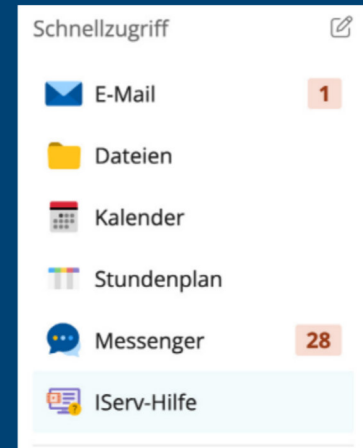 Schnellzugriff
E-Mail 1
Dateien
Kalender
Stundenplan
Messenger 28
IServ-Hilfe